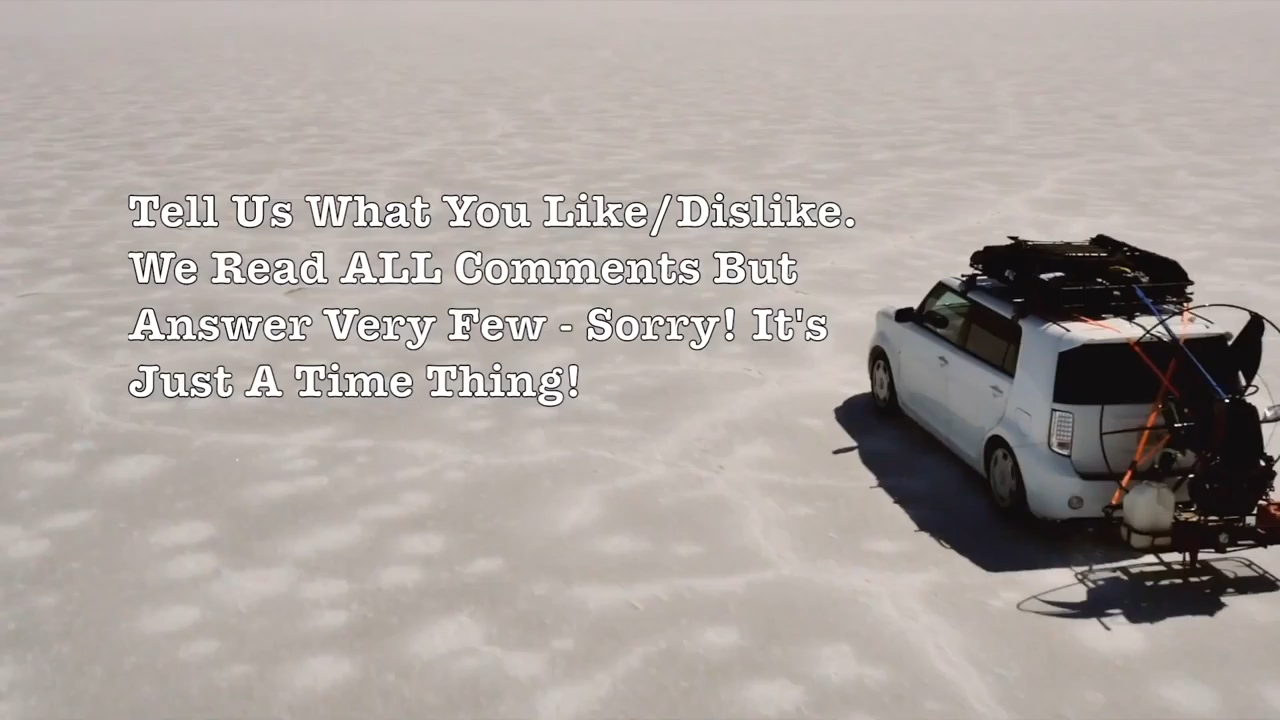 Tell Us What You Like/Dislike.
We Read ALL Comments But
Answer Very Few - Sorry! It's
Just A Time Thing!